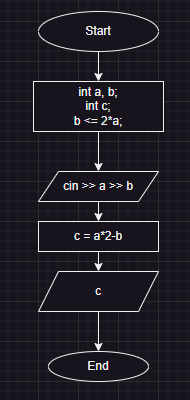 Start
int a, b;
int c;
b <= 2*a;
cin >> a >> b
c = a*2-b
c
End